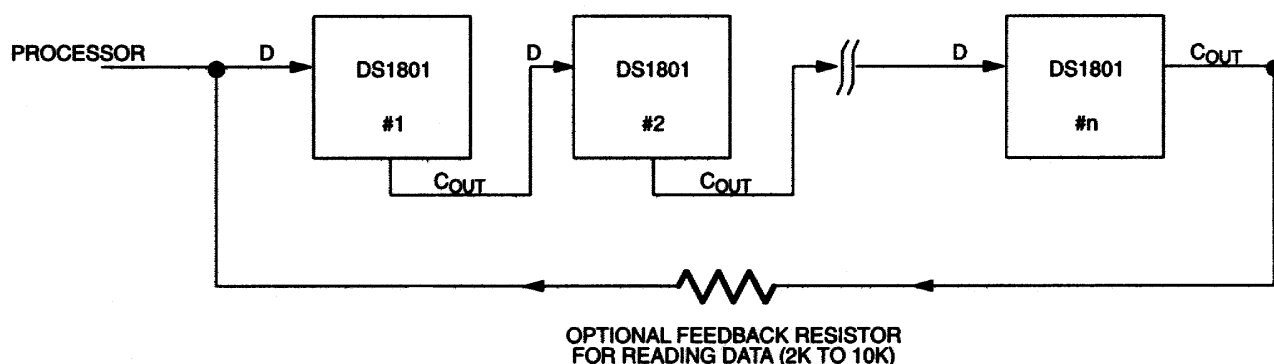 PROCESSOR
D
DS1801
#1
COUT
D
DS1801
#2
COUT
D
DS1801
#n
COUT
OPTIONAL FEEDBACK RESISTOR
FOR READING DATA (2K TO 10K)